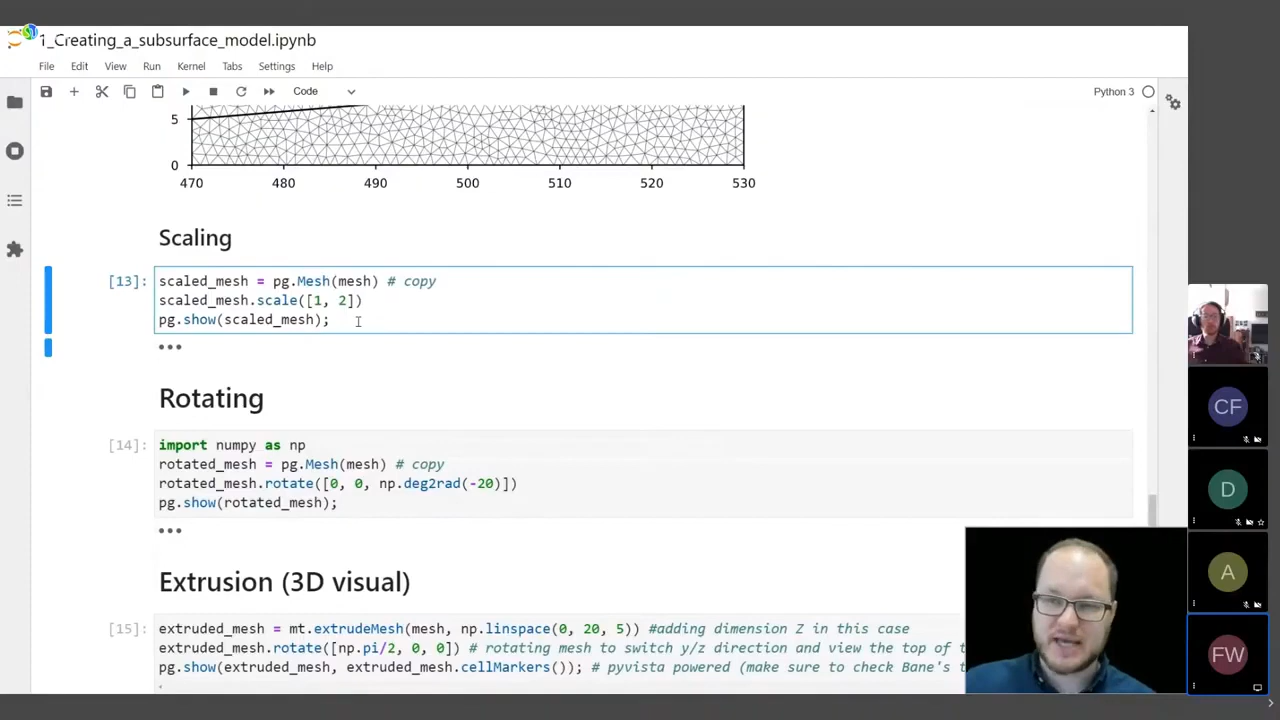 1_Creating_a_subsurface_model.ipynb
File Edit View Run Kernel Tabs Settings Help
Code
Python 3
5
0
470 480 490 500 510 520 530
Scaling
[13]:
scaled_mesh = pg.Mesh(mesh) # copy
scaled_mesh.scale([1, 2])
pg.show(scaled_mesh);
Rotating
[14]:
import numpy as np
rotated_mesh = pg.Mesh(mesh) # copy
rotated_mesh.rotate([0, 0, np.deg2rad(-20)])
pg.show(rotated_mesh);
Extrusion (3D visual)
[15]:
extruded_mesh = mt.extrudeMesh(mesh, np.linspace(0, 20, 5)) #adding dimension Z in this case
extruded_mesh.rotate([np.pi/2, 0, 0]) # rotating mesh to switch y/z direction and view the top of t
pg.show(extruded_mesh, extruded_mesh.cellMarkers()); # pyvista powered (make sure to check Bane's t
CF
D
A
FW